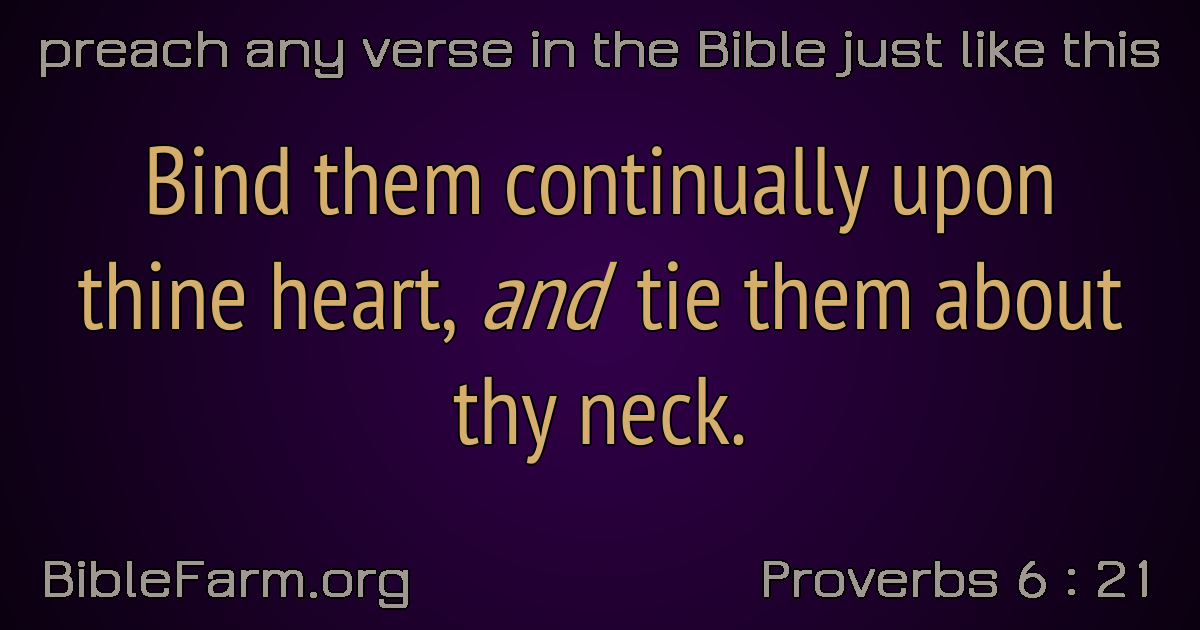 preach any verse in the Bible just like this
Bind them continually upon
thine heart, and tie them about
thy neck.
BibleFarm.org
Proverbs 6 : 21